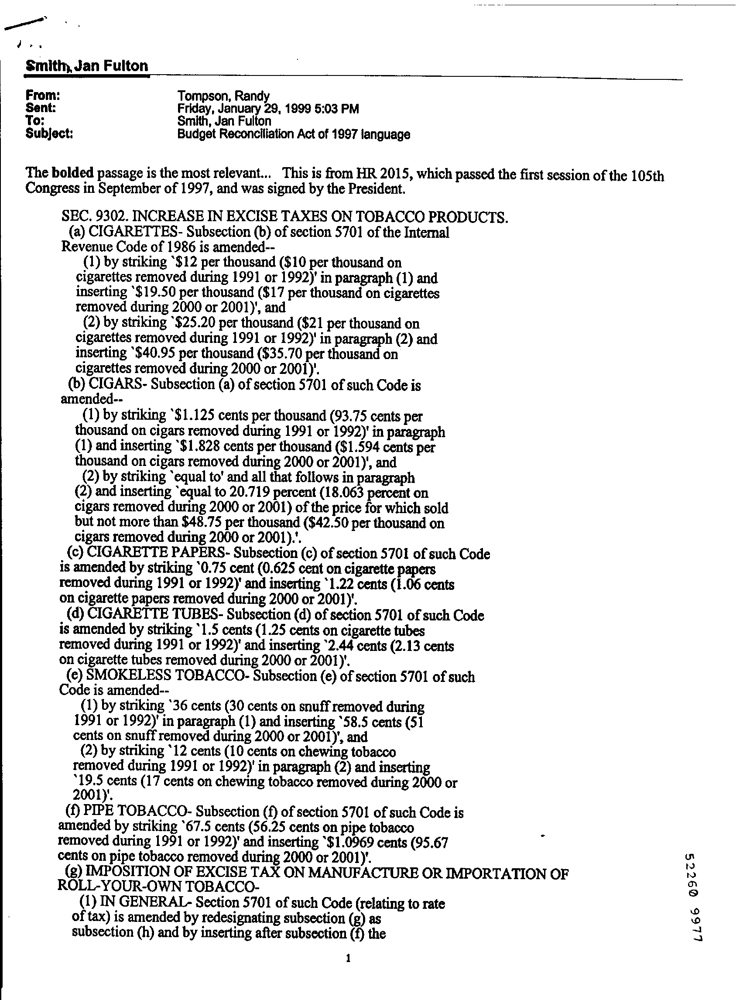 Smith, Jan Fulton
From: Tompson, Randy
Sent: Friday, January 29, 1999 5:03 PM
To: Smith, Jan Fulton
Subject: Budget Reconciliation Act of 1997 language
The bolded passage is the most relevant... This is from HR 2015, which passed the first session of the 105th
Congress in September of 1997, and was signed by the President.
SEC. 9302. INCREASE IN EXCISE TAXES ON TOBACCO PRODUCTS.
(a) CIGARETTES- Subsection (b) of section 5701 of the Internal
Revenue Code of 1986 is amended--
(1) by striking `$12 per thousand ($10 per thousand on
cigarettes removed during 1991 or 1992)' in paragraph (1) and
inserting `$19.50 per thousand ($17 per thousand on cigarettes
removed during 2000 or 2001)', and
(2) by striking `$25.20 per thousand ($21 per thousand on
cigarettes removed during 1991 or 1992)' in paragraph (2) and
inserting `$40.95 per thousand ($35.70 per thousand on
cigarettes removed during 2000 or 2001)'.
(b) CIGARS- Subsection (a) of section 5701 of such Code is
amended--
(1) by striking `$1.125 cents per thousand (93.75 cents per
thousand on cigars removed during 1991 or 1992)' in paragraph
(1) and inserting `$1.828 cents per thousand ($1.594 cents per
thousand on cigars removed during 2000 or 2001)', and
(2) by striking `equal to' and all that follows in paragraph
(2) and inserting `equal to 20.719 percent (18.063 percent on
cigars removed during 2000 or 2001) of the price for which sold
but not more than $48.75 per thousand ($42.50 per thousand on
cigars removed during 2000 or 2001).'.
(c) CIGARETTE PAPERS- Subsection (c) of section 5701 of such Code
is amended by striking `0.75 cent (0.625 cent on cigarette papers
removed during 1991 or 1992)' and inserting `1.22 cents (1.06 cents
on cigarette papers removed during 2000 or 2001)'.
(d) CIGARETTE TUBES- Subsection (d) of section 5701 of such Code
is amended by striking `1.5 cents (1.25 cents on cigarette tubes
removed during 1991 or 1992)' and inserting `2.44 cents (2.13 cents
on cigarette tubes removed during 2000 or 2001)'.
(e) SMOKELESS TOBACCO- Subsection (e) of section 5701 of such
Code is amended--
(1) by striking `36 cents (30 cents on snuff removed during
1991 or 1992)' in paragraph (1) and inserting `58.5 cents (51
cents on snuff removed during 2000 or 2001)', and
(2) by striking `12 cents (10 cents on chewing tobacco
removed during 1991 or 1992)' in paragraph (2) and inserting
`19.5 cents (17 cents on chewing tobacco removed during 2000 or
2001)'.
(f) PIPE TOBACCO- Subsection (f) of section 5701 of such Code is
amended by striking `67.5 cents (56.25 cents on pipe tobacco
removed during 1991 or 1992)' and inserting `$1.0969 cents (95.67
cents on pipe tobacco removed during 2000 or 2001)'.
(g) IMPOSITION OF EXCISE TAX ON MANUFACTURE OR IMPORTATION OF
ROLL-YOUR-OWN TOBACCO-
(1) IN GENERAL- Section 5701 of such Code (relating to rate
of tax) is amended by redesignating subsection (g) as
subsection (h) and by inserting after subsection (f) the
1
52260 9977